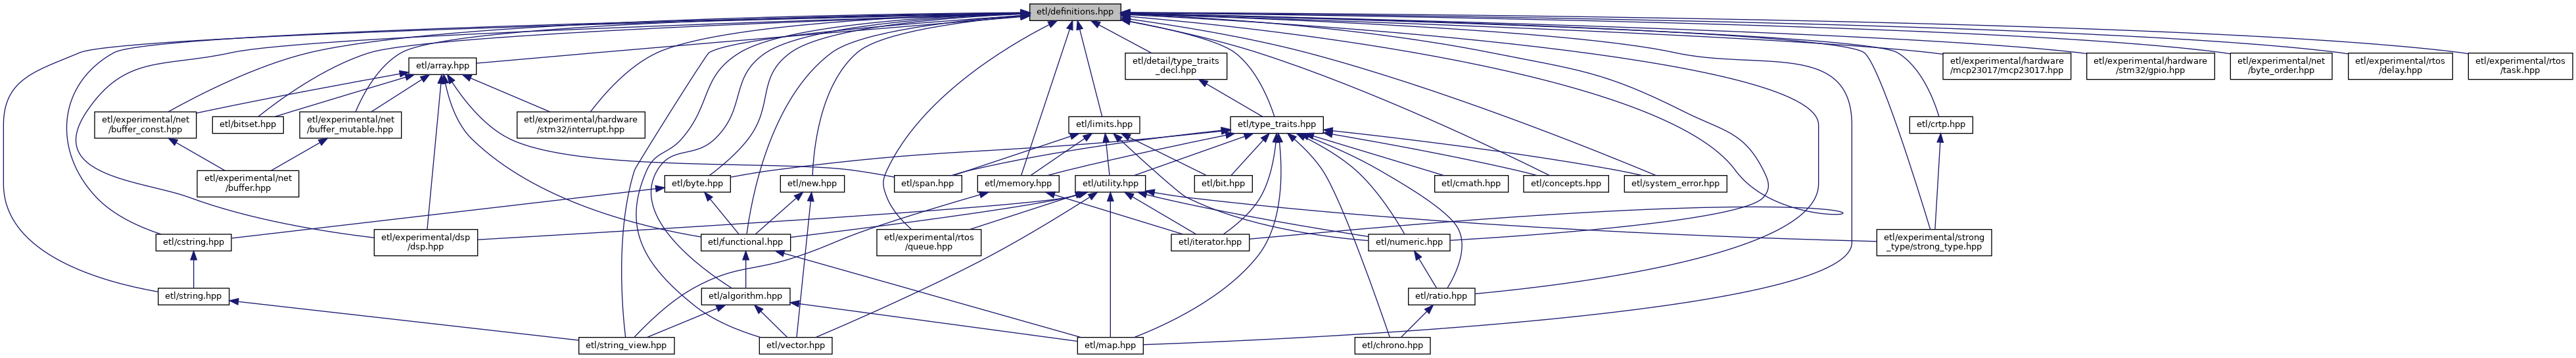 etl/definitions.hpp
etl/array.hpp
etl/detail/type_traits
_decl.hpp
etl/experimental/hardware
/mcp23017/mcp23017.hpp
etl/experimental/hardware
/stm32/gpio.hpp
etl/experimental/net
/byte_order.hpp
etl/experimental/rtos
/delay.hpp
etl/experimental/rtos
/task.hpp
etl/experimental/net
/buffer_const.hpp
etl/bitset.hpp
etl/experimental/net
/buffer_mutable.hpp
etl/experimental/hardware
/stm32/interrupt.hpp
etl/limits.hpp
etl/type_traits.hpp
etl/crtp.hpp
etl/experimental/net
/buffer.hpp
etl/byte.hpp
etl/new.hpp
etl/span.hpp
etl/memory.hpp
etl/utility.hpp
etl/bit.hpp
etl/cmath.hpp
etl/concepts.hpp
etl/system_error.hpp
etl/cstring.hpp
etl/experimental/dsp
/dsp.hpp
etl/functional.hpp
etl/experimental/rtos
/queue.hpp
etl/iterator.hpp
etl/numeric.hpp
etl/experimental/strong
_type/strong_type.hpp
etl/string.hpp
etl/algorithm.hpp
etl/ratio.hpp
etl/string_view.hpp
etl/vector.hpp
etl/map.hpp
etl/chrono.hpp